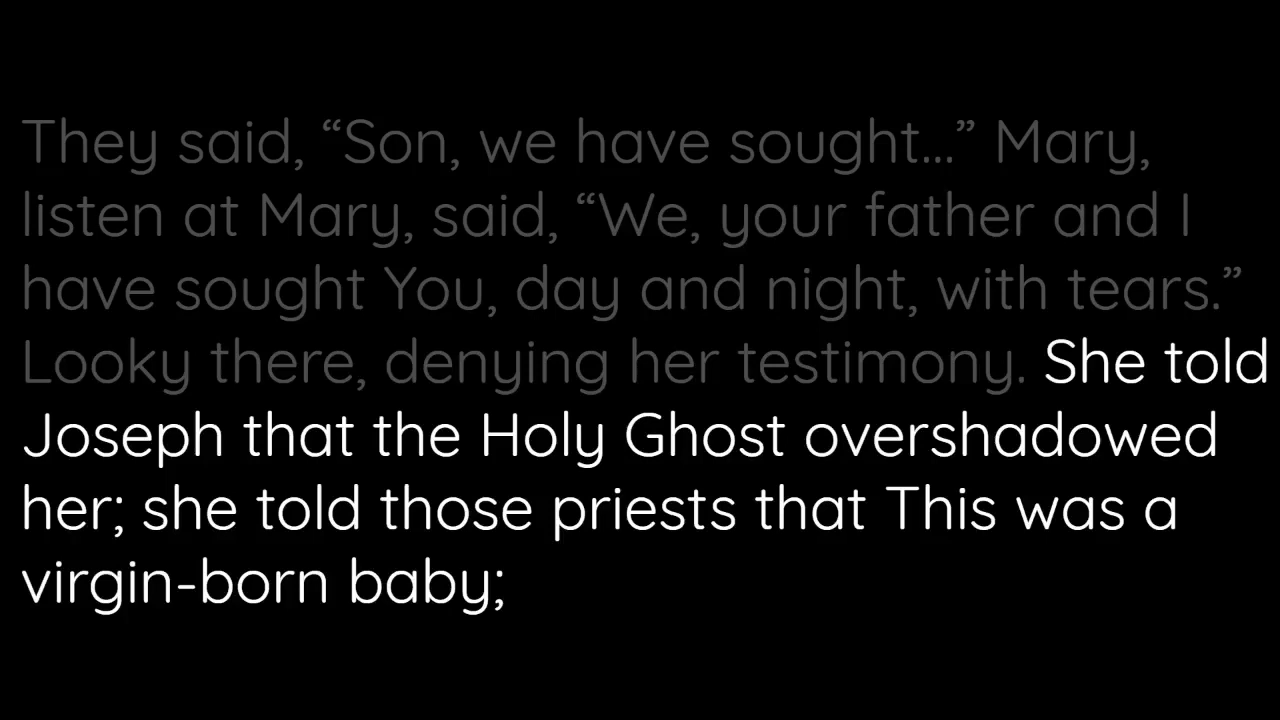 They said, “Son, we have sought...” Mary,
listen at Mary, said, “We, your father and I
have sought You, day and night, with tears.”
Looky there, denying her testimony. She told
Joseph that the Holy Ghost overshadowed
her; she told those priests that This was a
virgin-born baby;